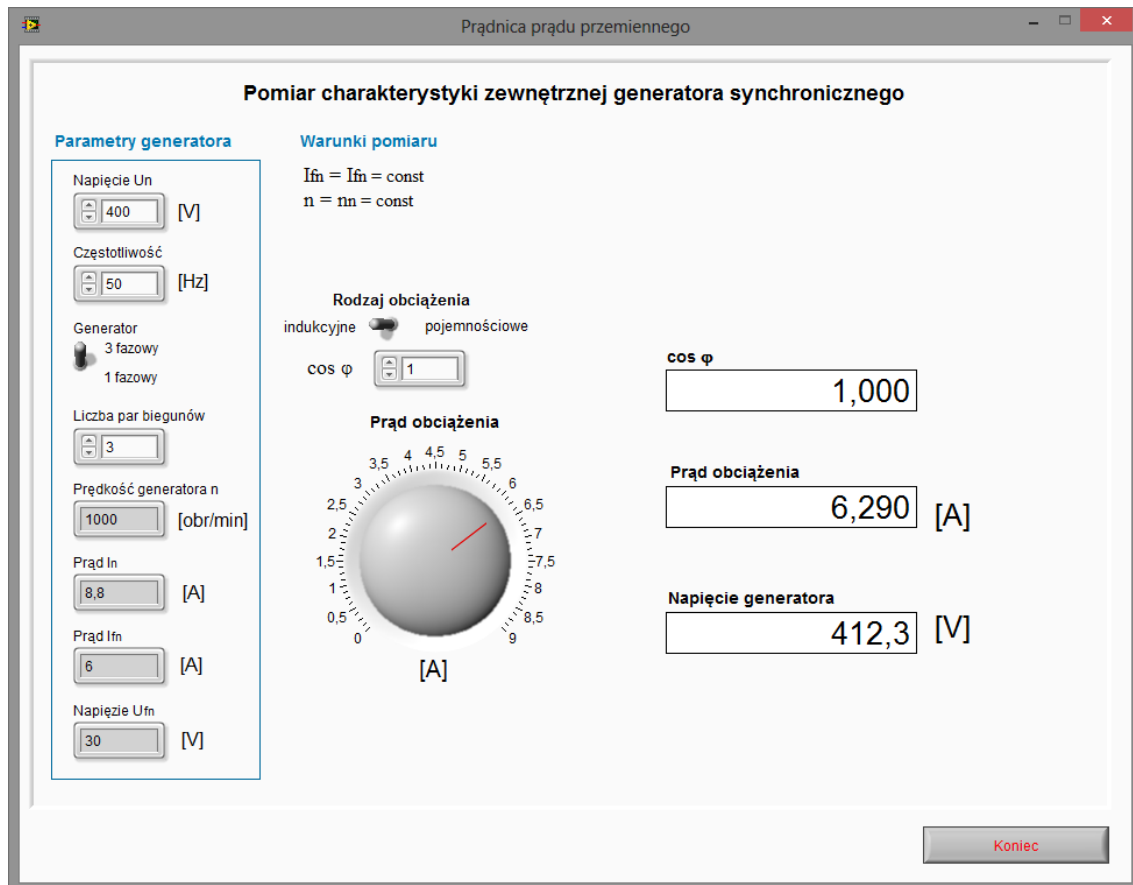 Prądnica prądu przemiennego
Pomiar charakterystyki zewnętrznej generatora synchronicznego
Parametry generatora
Napięcie Un
400 [V]
Częstotliwość
50 [Hz]
Generator
3 fazowy
1 fazowy
Liczba par biegunów
3
Prędkość generatora n
1000 [obr/min]
Prąd In
8,8 [A]
Prąd Ifn
6 [A]
Napięzie Ufn
30 [V]
Warunki pomiaru
Ifn = Ifn = const
n = nn = const
Rodzaj obciążenia
indukcyjne pojemnościowe
cos φ 1
Prąd obciążenia
0 0,5 1 1,5 2 2,5 3 3,5 4 4,5 5 5,5 6 6,5 7 7,5 8 8,5 9
[A]
cos φ
1,000
Prąd obciążenia
6,290 [A]
Napięcie generatora
412,3 [V]
Koniec